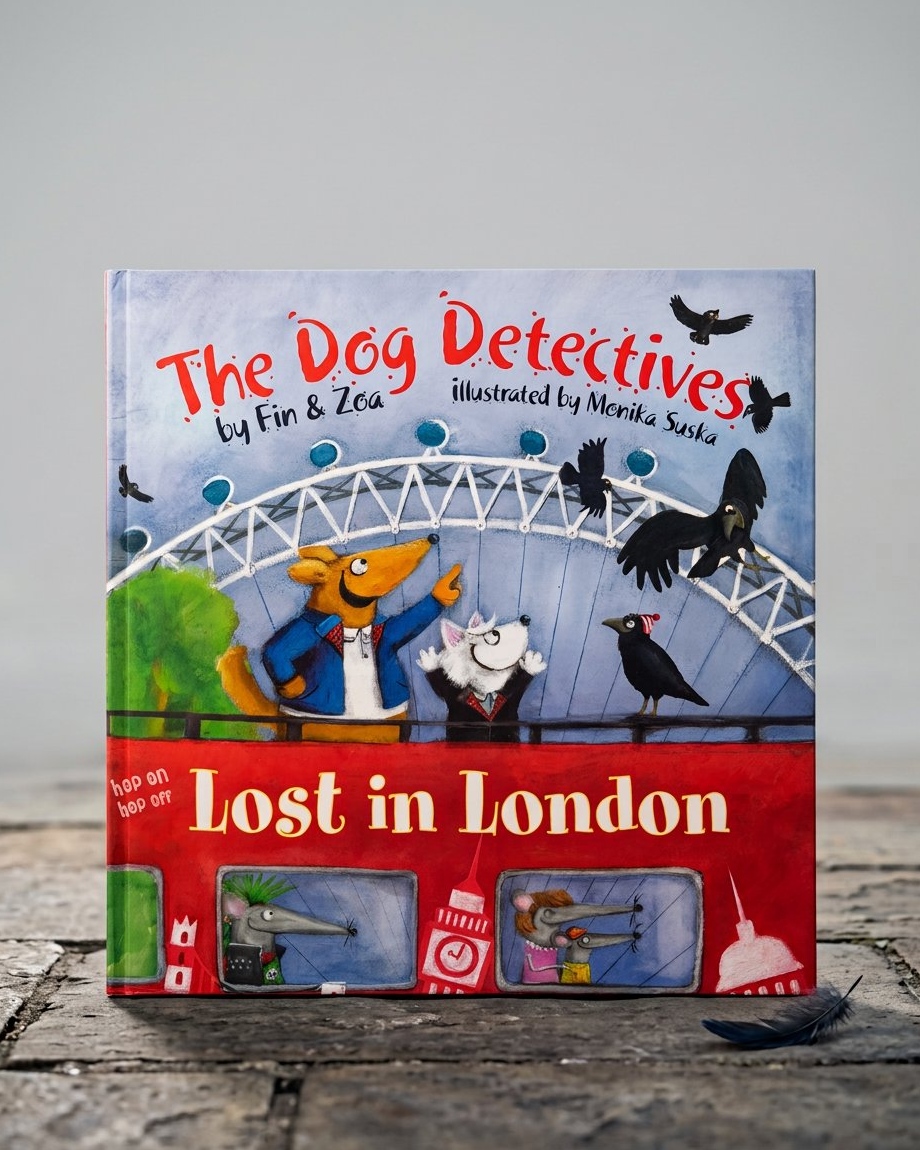 The Dog Detectives
by Fin & Zoa
illustrated by Monika Suska
hop on
hop off
Lost in London